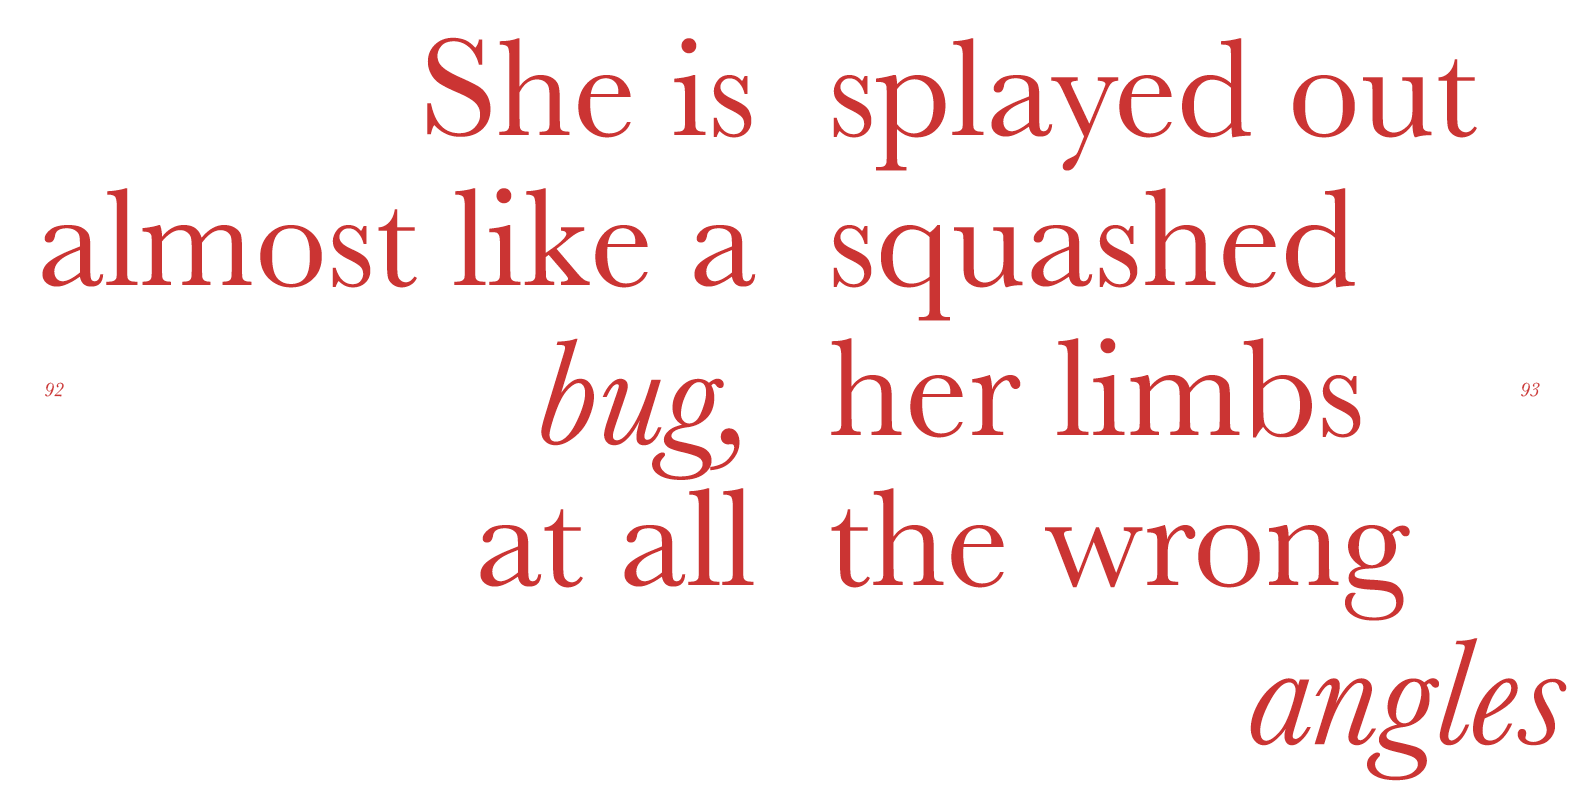 She is splayed out
almost like a squashed
bug, her limbs
at all the wrong
angles
92
93